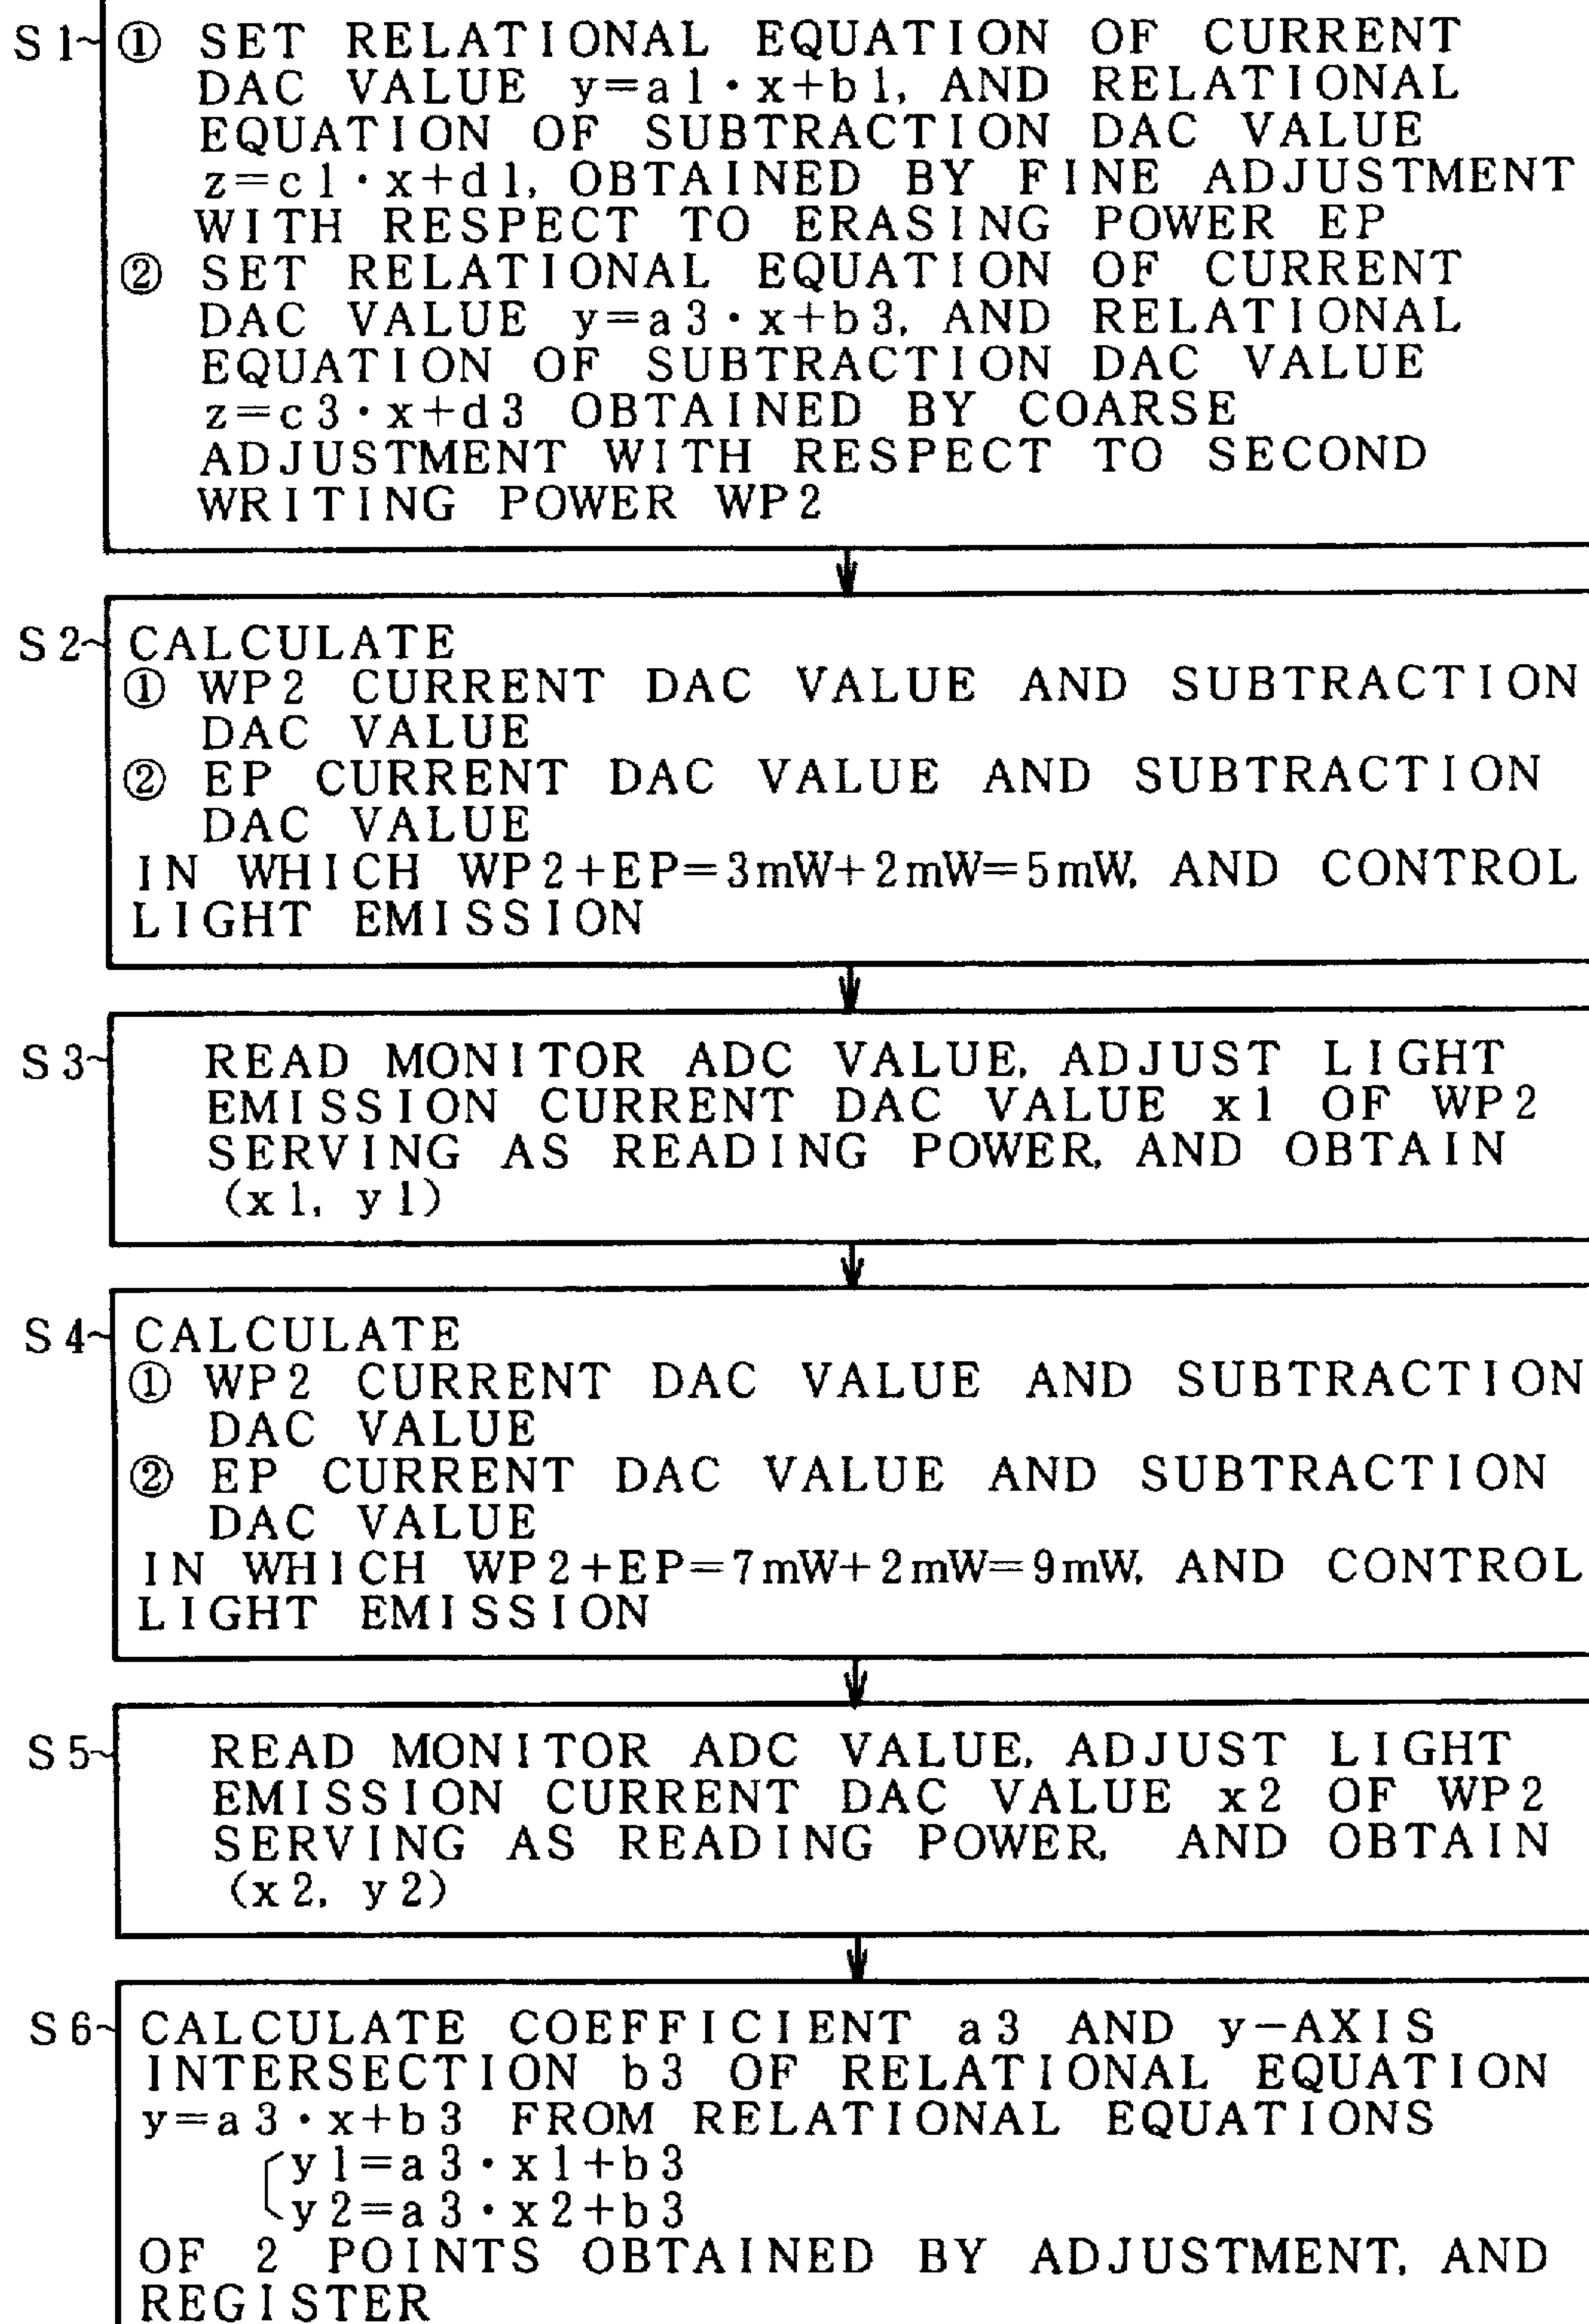 S1 ① SET RELATIONAL EQUATION OF CURRENT
DAC VALUE y=a1·x+b1, AND RELATIONAL
EQUATION OF SUBTRACTION DAC VALUE
z=c1·x+d1, OBTAINED BY FINE ADJUSTMENT
WITH RESPECT TO ERASING POWER EP
② SET RELATIONAL EQUATION OF CURRENT
DAC VALUE y=a3·x+b3, AND RELATIONAL
EQUATION OF SUBTRACTION DAC VALUE
z=c3·x+d3 OBTAINED BY COARSE
ADJUSTMENT WITH RESPECT TO SECOND
WRITING POWER WP2
S2 CALCULATE
① WP2 CURRENT DAC VALUE AND SUBTRACTION
DAC VALUE
② EP CURRENT DAC VALUE AND SUBTRACTION
DAC VALUE
IN WHICH WP2+EP=3mW+2mW=5mW, AND CONTROL
LIGHT EMISSION
S3 READ MONITOR ADC VALUE, ADJUST LIGHT
EMISSION CURRENT DAC VALUE x1 OF WP2
SERVING AS READING POWER, AND OBTAIN
(x1, y1)
S4 CALCULATE
① WP2 CURRENT DAC VALUE AND SUBTRACTION
DAC VALUE
② EP CURRENT DAC VALUE AND SUBTRACTION
DAC VALUE
IN WHICH WP2+EP=7mW+2mW=9mW, AND CONTROL
LIGHT EMISSION
S5 READ MONITOR ADC VALUE, ADJUST LIGHT
EMISSION CURRENT DAC VALUE x2 OF WP2
SERVING AS READING POWER, AND OBTAIN
(x2, y2)
S6 CALCULATE COEFFICIENT a3 AND y-AXIS
INTERSECTION b3 OF RELATIONAL EQUATION
y=a3·x+b3 FROM RELATIONAL EQUATIONS
y1=a3·x1+b3
y2=a3·x2+b3
OF 2 POINTS OBTAINED BY ADJUSTMENT, AND
REGISTER